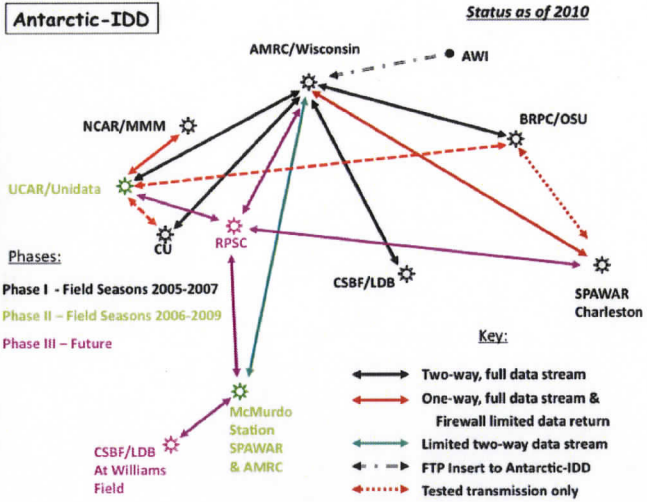 Antarctic-IDD
Status as of 2010
AMRC/Wisconsin
AWI
NCAR/MMM
BRPC/OSU
UCAR/Unidata
RPSC
CU
CSBF/LDB
SPAWAR
Charleston
Phases:
Phase I - Field Seasons 2005-2007
Phase II – Field Seasons 2006-2009
Phase III – Future
McMurdo
Station
SPAWAR
& AMRC
CSBF/LDB
At Williams
Field
Key:
Two-way, full data stream
One-way, full data stream &
Firewall limited data return
Limited two-way data stream
FTP Insert to Antarctic-IDD
Tested transmission only